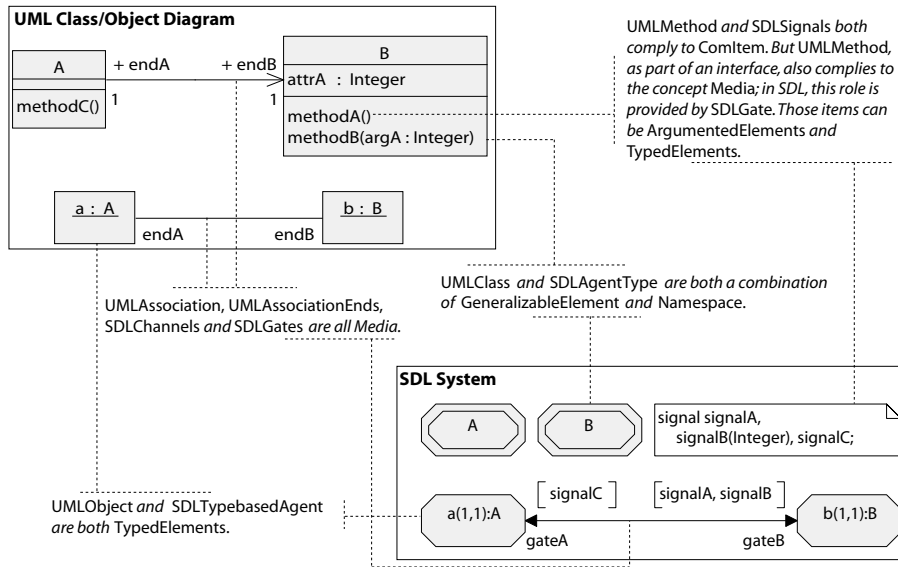 UML Class/Object Diagram
A
methodC()
+ endA
+ endB
1
1
B
attrA : Integer
methodA()
methodB(argA : Integer)
a : A
b : B
endA
endB
UMLMethod and SDLSignals both
comply to ComItem. But UMLMethod,
as part of an interface, also complies to
the concept Media; in SDL, this role is
provided by SDLGate. Those items can
be ArgumentedElements and
TypedElements.
UMLAssociation, UMLAssociationEnds,
SDLChannels and SDLGates are all Media.
UMLClass and SDLAgentType are both a combination
of GeneralizableElement and Namespace.
SDL System
A
B
signal signalA,
signalB(Integer), signalC;
UMLObject and SDLTypebasedAgent
are both TypedElements.
a(1,1):A
signalC
signalA, signalB
b(1,1):B
gateA
gateB